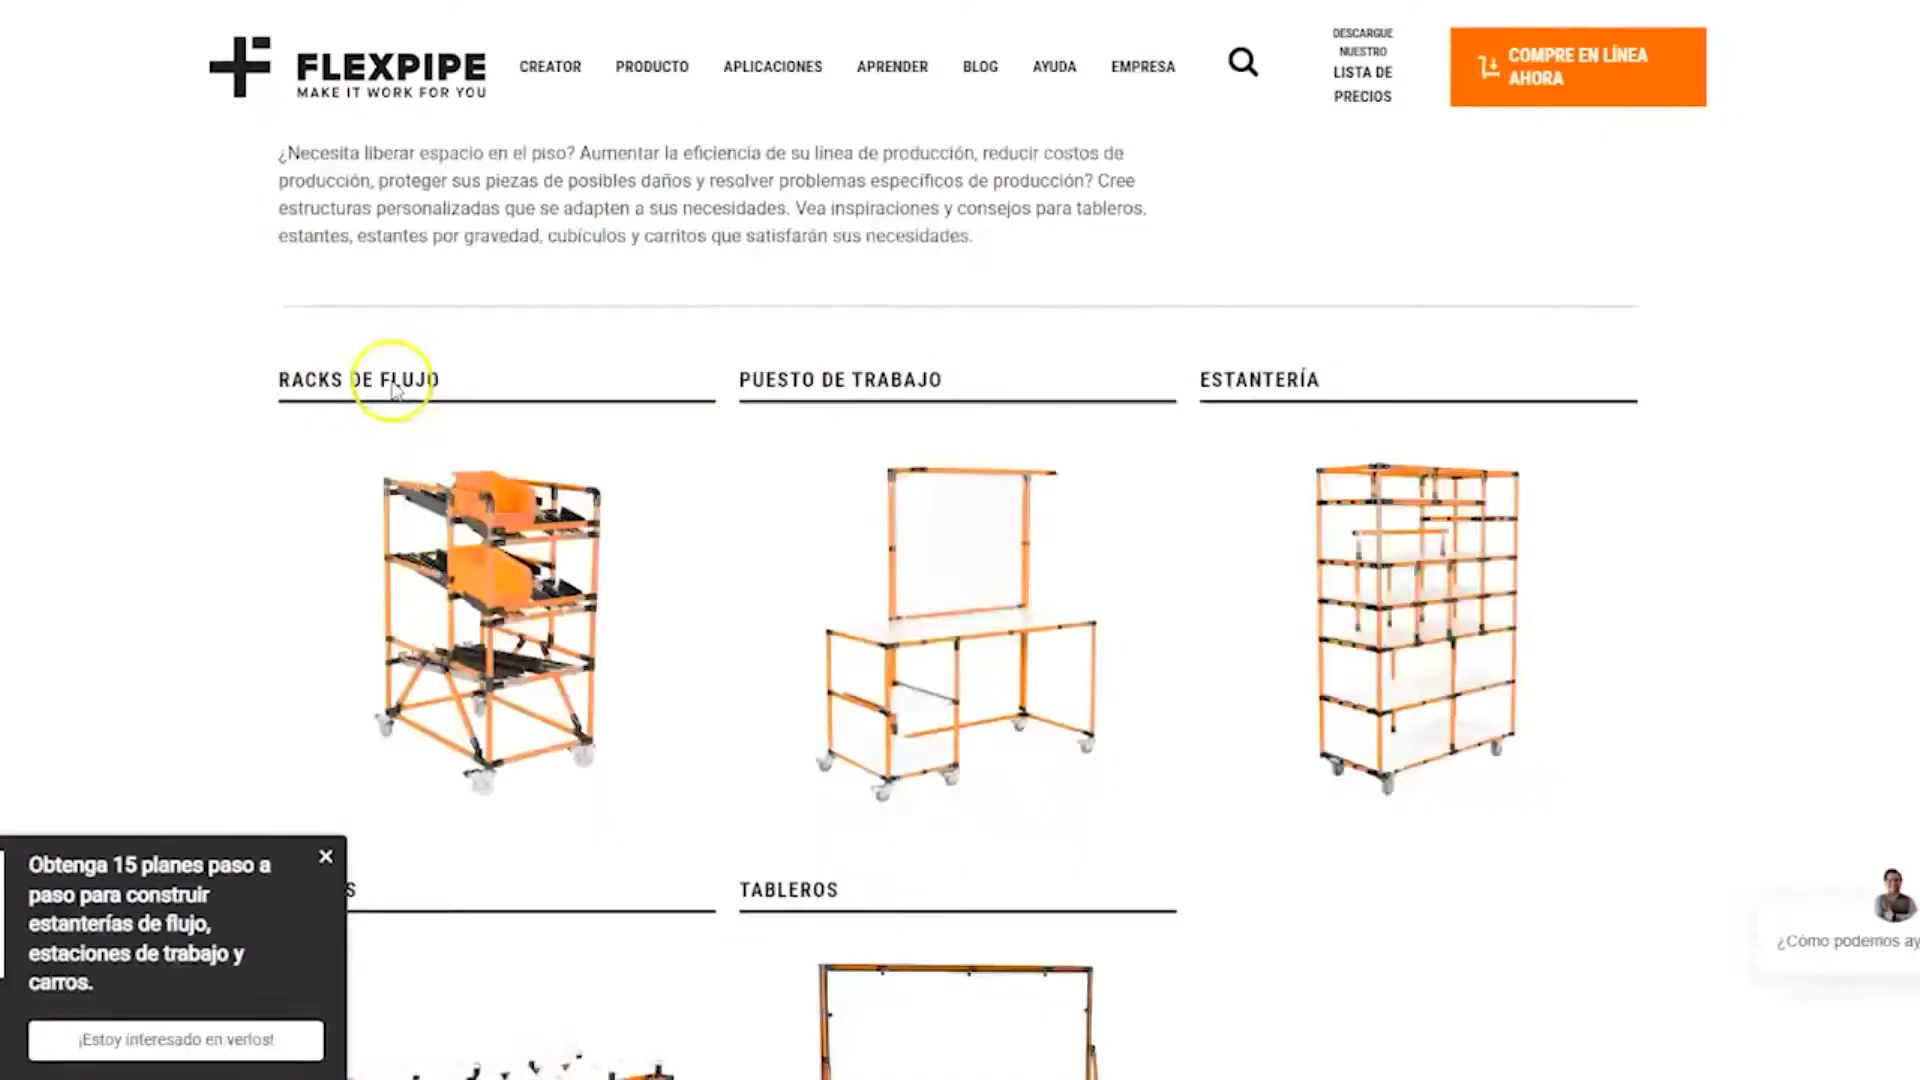 FLEXPIPE
MAKE IT WORK FOR YOU
CREATOR
PRODUCTO
APLICACIONES
APRENDER
BLOG
AYUDA
EMPRESA
DESCARGUE
NUESTRO
LISTA DE
PRECIOS
COMPRE EN LÍNEA
AHORA
¿Necesita liberar espacio en el piso? Aumentar la eficiencia de su línea de producción, reducir costos de
producción, proteger sus piezas de posibles daños y resolver problemas específicos de producción? Cree
estructuras personalizadas que se adapten a sus necesidades. Vea inspiraciones y consejos para tableros,
estantes, estantes por gravedad, cubículos y carritos que satisfarán sus necesidades.
RACKS DE FLUJO
PUESTO DE TRABAJO
ESTANTERÍA
S
TABLEROS
Obtenga 15 planes paso a
paso para construir
estanterías de flujo,
estaciones de trabajo y
carros.
¡Estoy interesado en verlos!
¿Cómo podemos ay